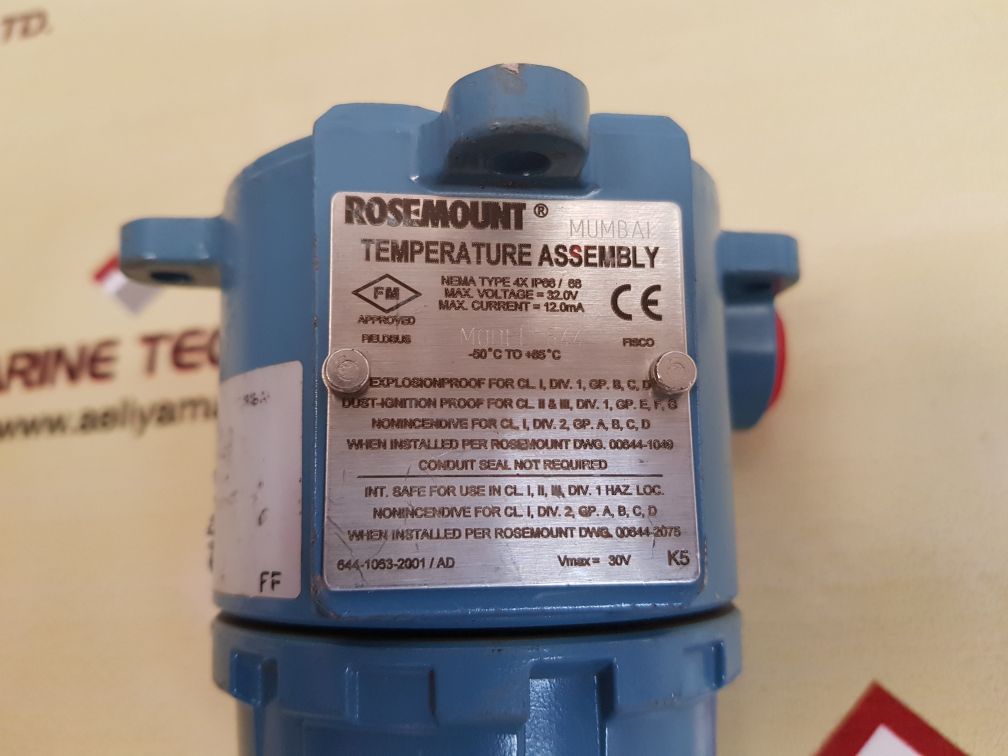 TD.
ROSEMOUNT ®
MUMBAI
TEMPERATURE ASSEMBLY
FM
APPROVED
FIELDBUS
NEMA TYPE 4X IP66 / 68
MAX. VOLTAGE = 32.0V
MAX. CURRENT = 12.0mA
MODEL 644
-50°C TO +85°C
CE
FISCO
EXPLOSIONPROOF FOR CL. I, DIV. 1, GP. B, C, D
DUST-IGNITION PROOF FOR CL. II & III, DIV. 1, GP. E, F, G
NONINCENDIVE FOR CL. I, DIV. 2, GP. A, B, C, D
WHEN INSTALLED PER ROSEMOUNT DWG. 00644-1049
CONDUIT SEAL NOT REQUIRED
INT. SAFE FOR USE IN CL. I, II, III, DIV. 1 HAZ. LOC.
NONINCENDIVE FOR CL. I, DIV. 2, GP. A, B, C, D
WHEN INSTALLED PER ROSEMOUNT DWG. 00644-2075
644-1053-2001 / AD
Vmax = 30V
K5
ARINE TEC
www.aeliyama
FF